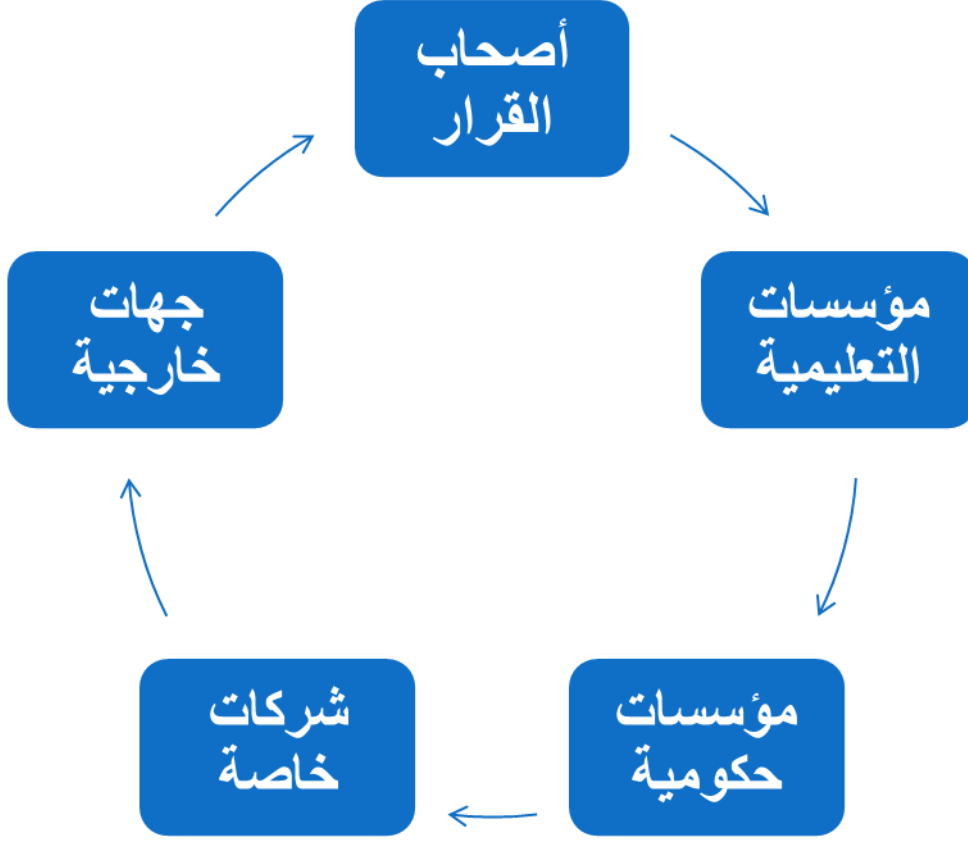 أصحاب
القرار
مؤسسات
التعليمية
مؤسسات
حكومية
شركات
خاصة
جهات
خارجية